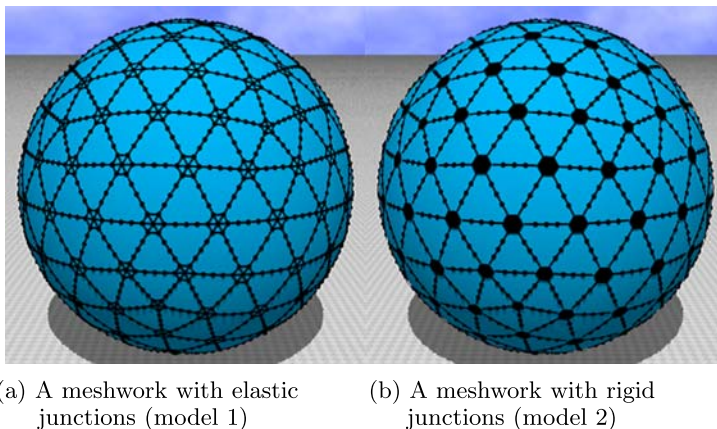 (a) A meshwork with elastic
junctions (model 1)
(b) A meshwork with rigid
junctions (model 2)